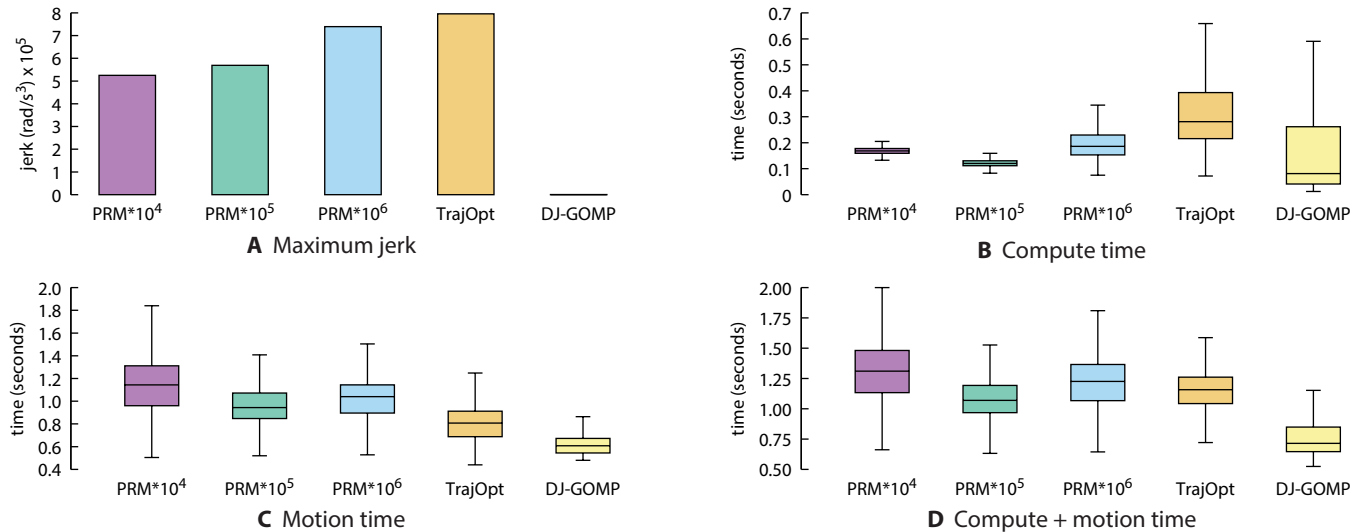 8
7
6
5
4
3
2
1
0
jerk (rad/s³) x 10⁵
PRM*10⁴
PRM*10⁵
PRM*10⁶
TrajOpt
DJ-GOMP
A Maximum jerk
0.7
0.6
0.5
0.4
0.3
0.2
0.1
0
time (seconds)
PRM*10⁴
PRM*10⁵
PRM*10⁶
TrajOpt
DJ-GOMP
B Compute time
2.0
1.8
1.6
1.4
1.2
1.0
0.8
0.6
0.4
time (seconds)
PRM*10⁴
PRM*10⁵
PRM*10⁶
TrajOpt
DJ-GOMP
C Motion time
2.00
1.75
1.50
1.25
1.00
0.75
0.50
time (seconds)
PRM*10⁴
PRM*10⁵
PRM*10⁶
TrajOpt
DJ-GOMP
D Compute + motion time